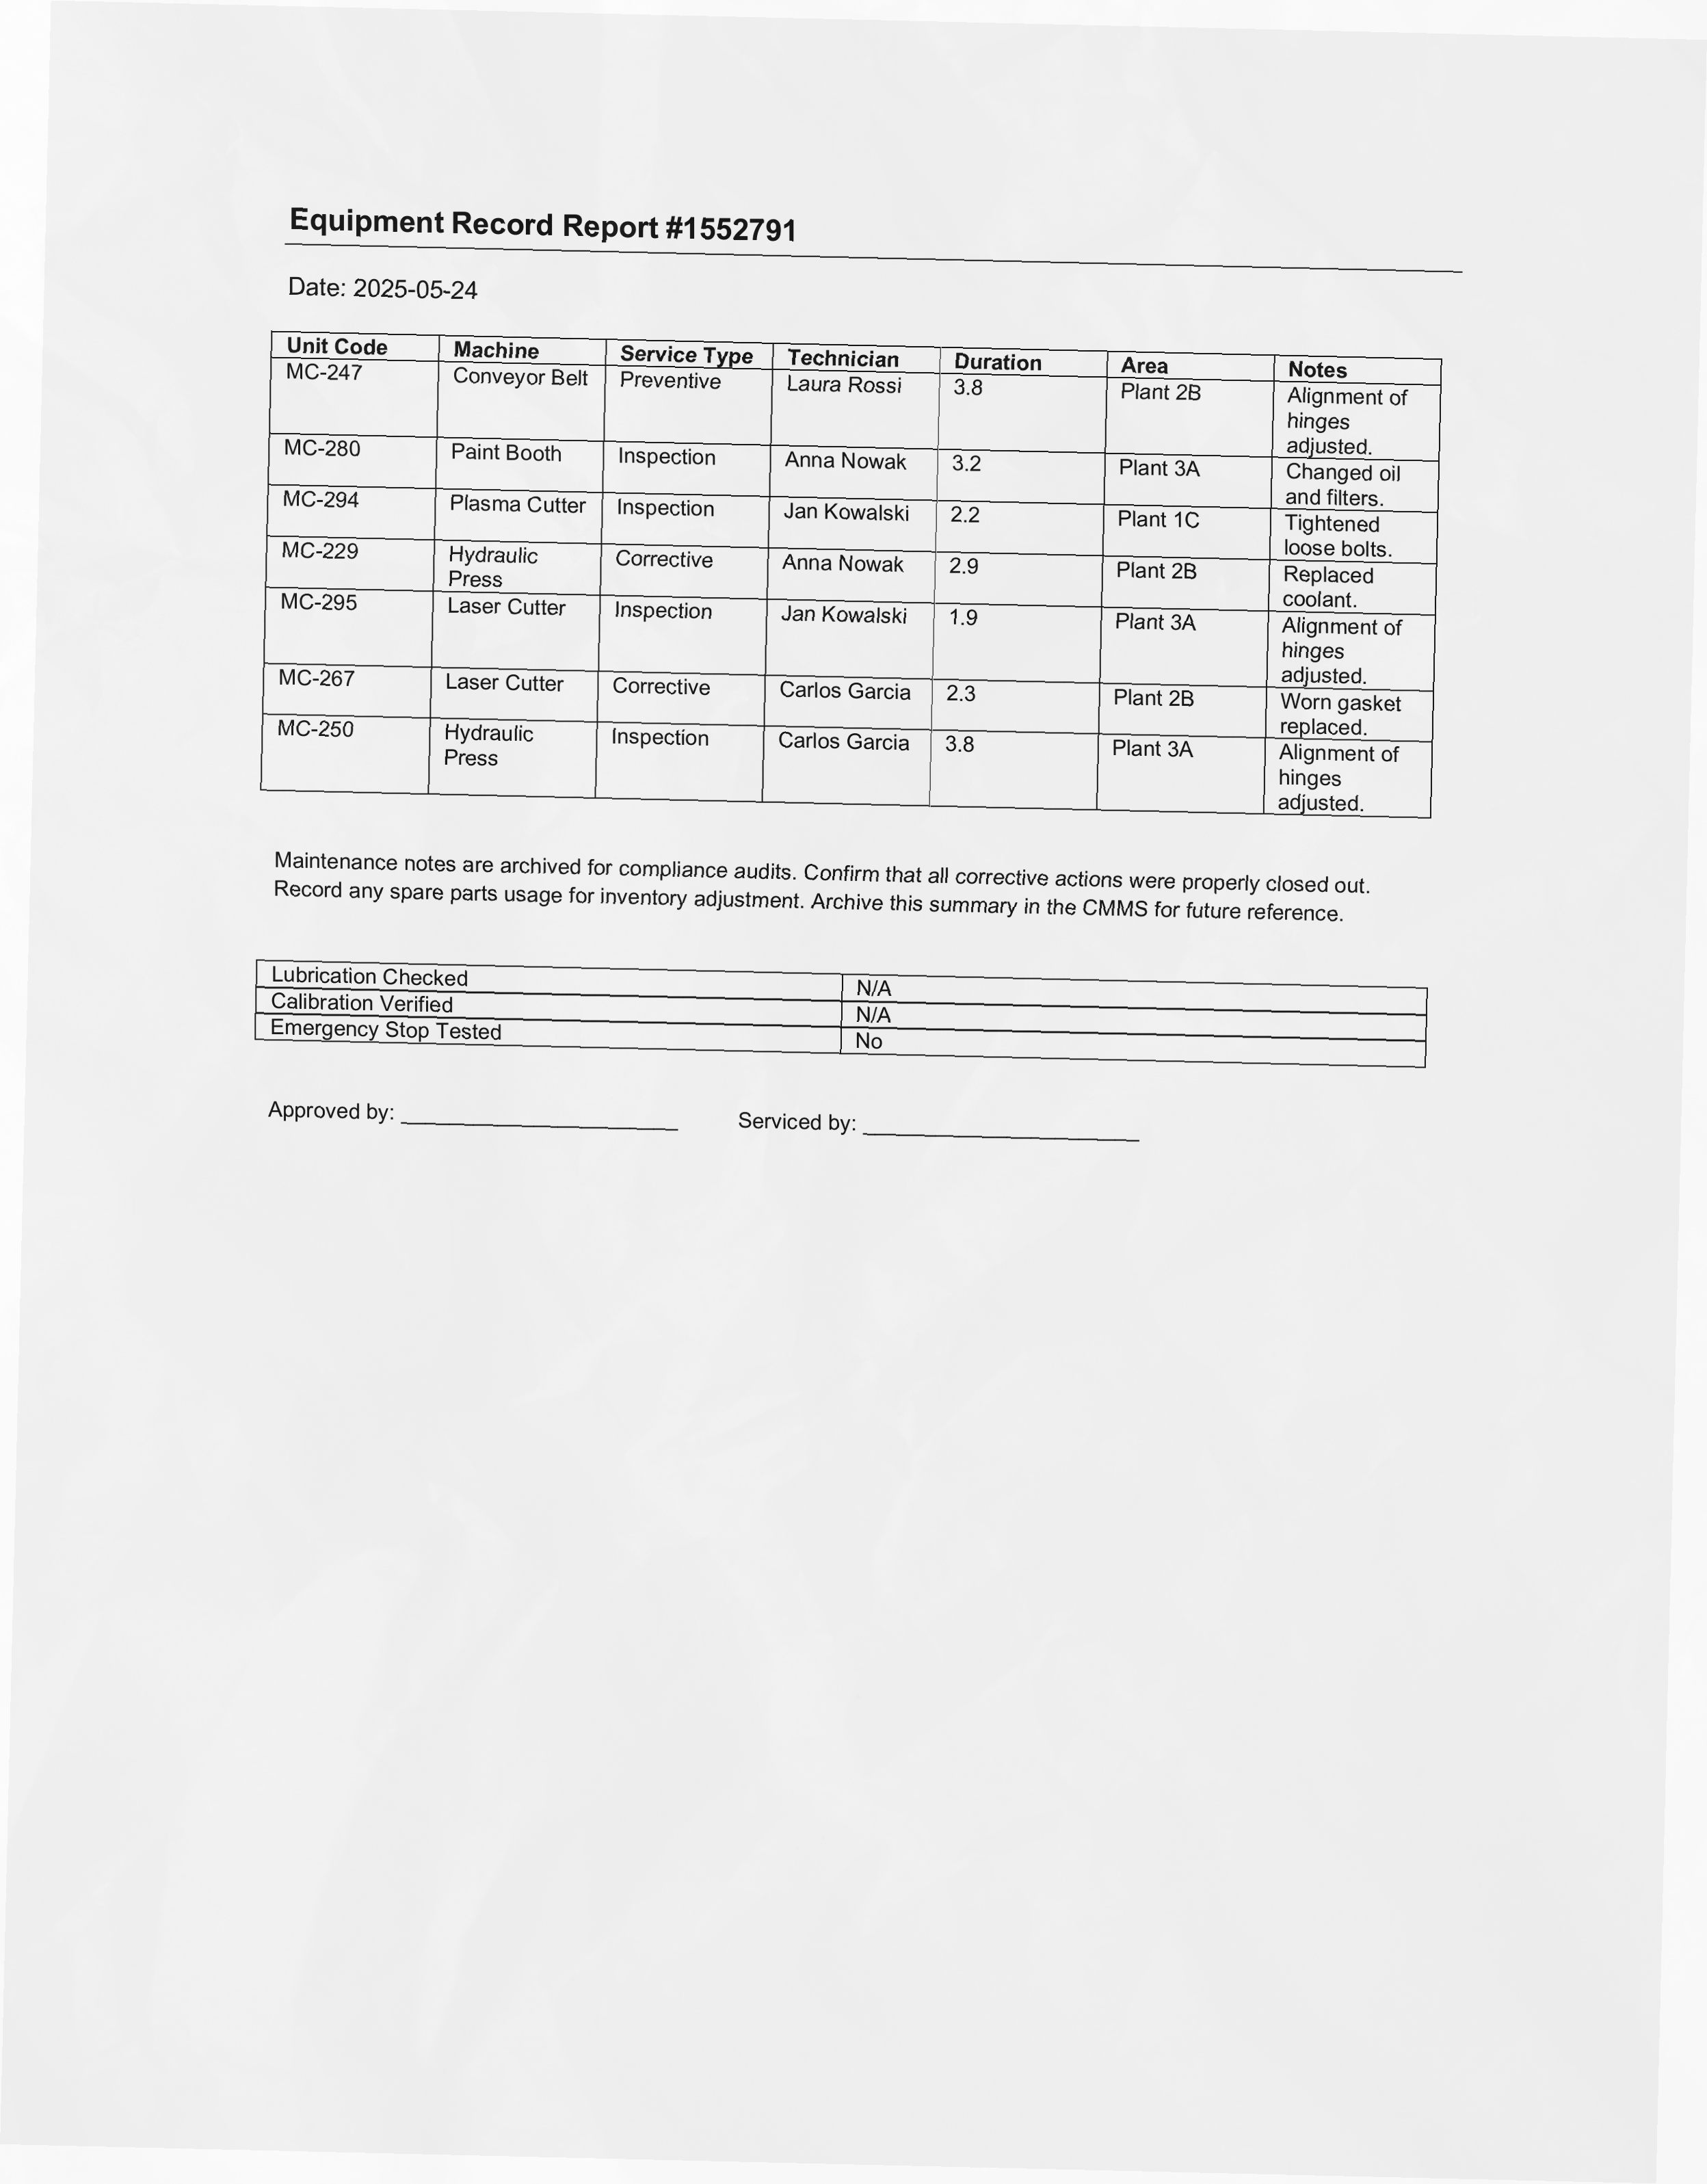 Equipment Record Report #1552791
Date: 2025-05-24
Unit Code Machine Service Type Technician Duration Area Notes
MC-247 Conveyor Belt Preventive Laura Rossi 3.8 Plant 2B Alignment of
hinges
adjusted.
MC-280 Paint Booth Inspection Anna Nowak 3.2 Plant 3A Changed oil
and filters.
MC-294 Plasma Cutter Inspection Jan Kowalski 2.2 Plant 1C Tightened
loose bolts.
MC-229 Hydraulic Corrective Anna Nowak 2.9 Plant 2B Replaced
Press coolant.
MC-295 Laser Cutter Inspection Jan Kowalski 1.9 Plant 3A Alignment of
hinges
adjusted.
MC-267 Laser Cutter Corrective Carlos Garcia 2.3 Plant 2B Worn gasket
replaced.
MC-250 Hydraulic Inspection Carlos Garcia 3.8 Plant 3A Alignment of
Press hinges
adjusted.
Maintenance notes are archived for compliance audits. Confirm that all corrective actions were properly closed out.
Record any spare parts usage for inventory adjustment. Archive this summary in the CMMS for future reference.
Lubrication Checked N/A
Calibration Verified N/A
Emergency Stop Tested No
Approved by: Serviced by: